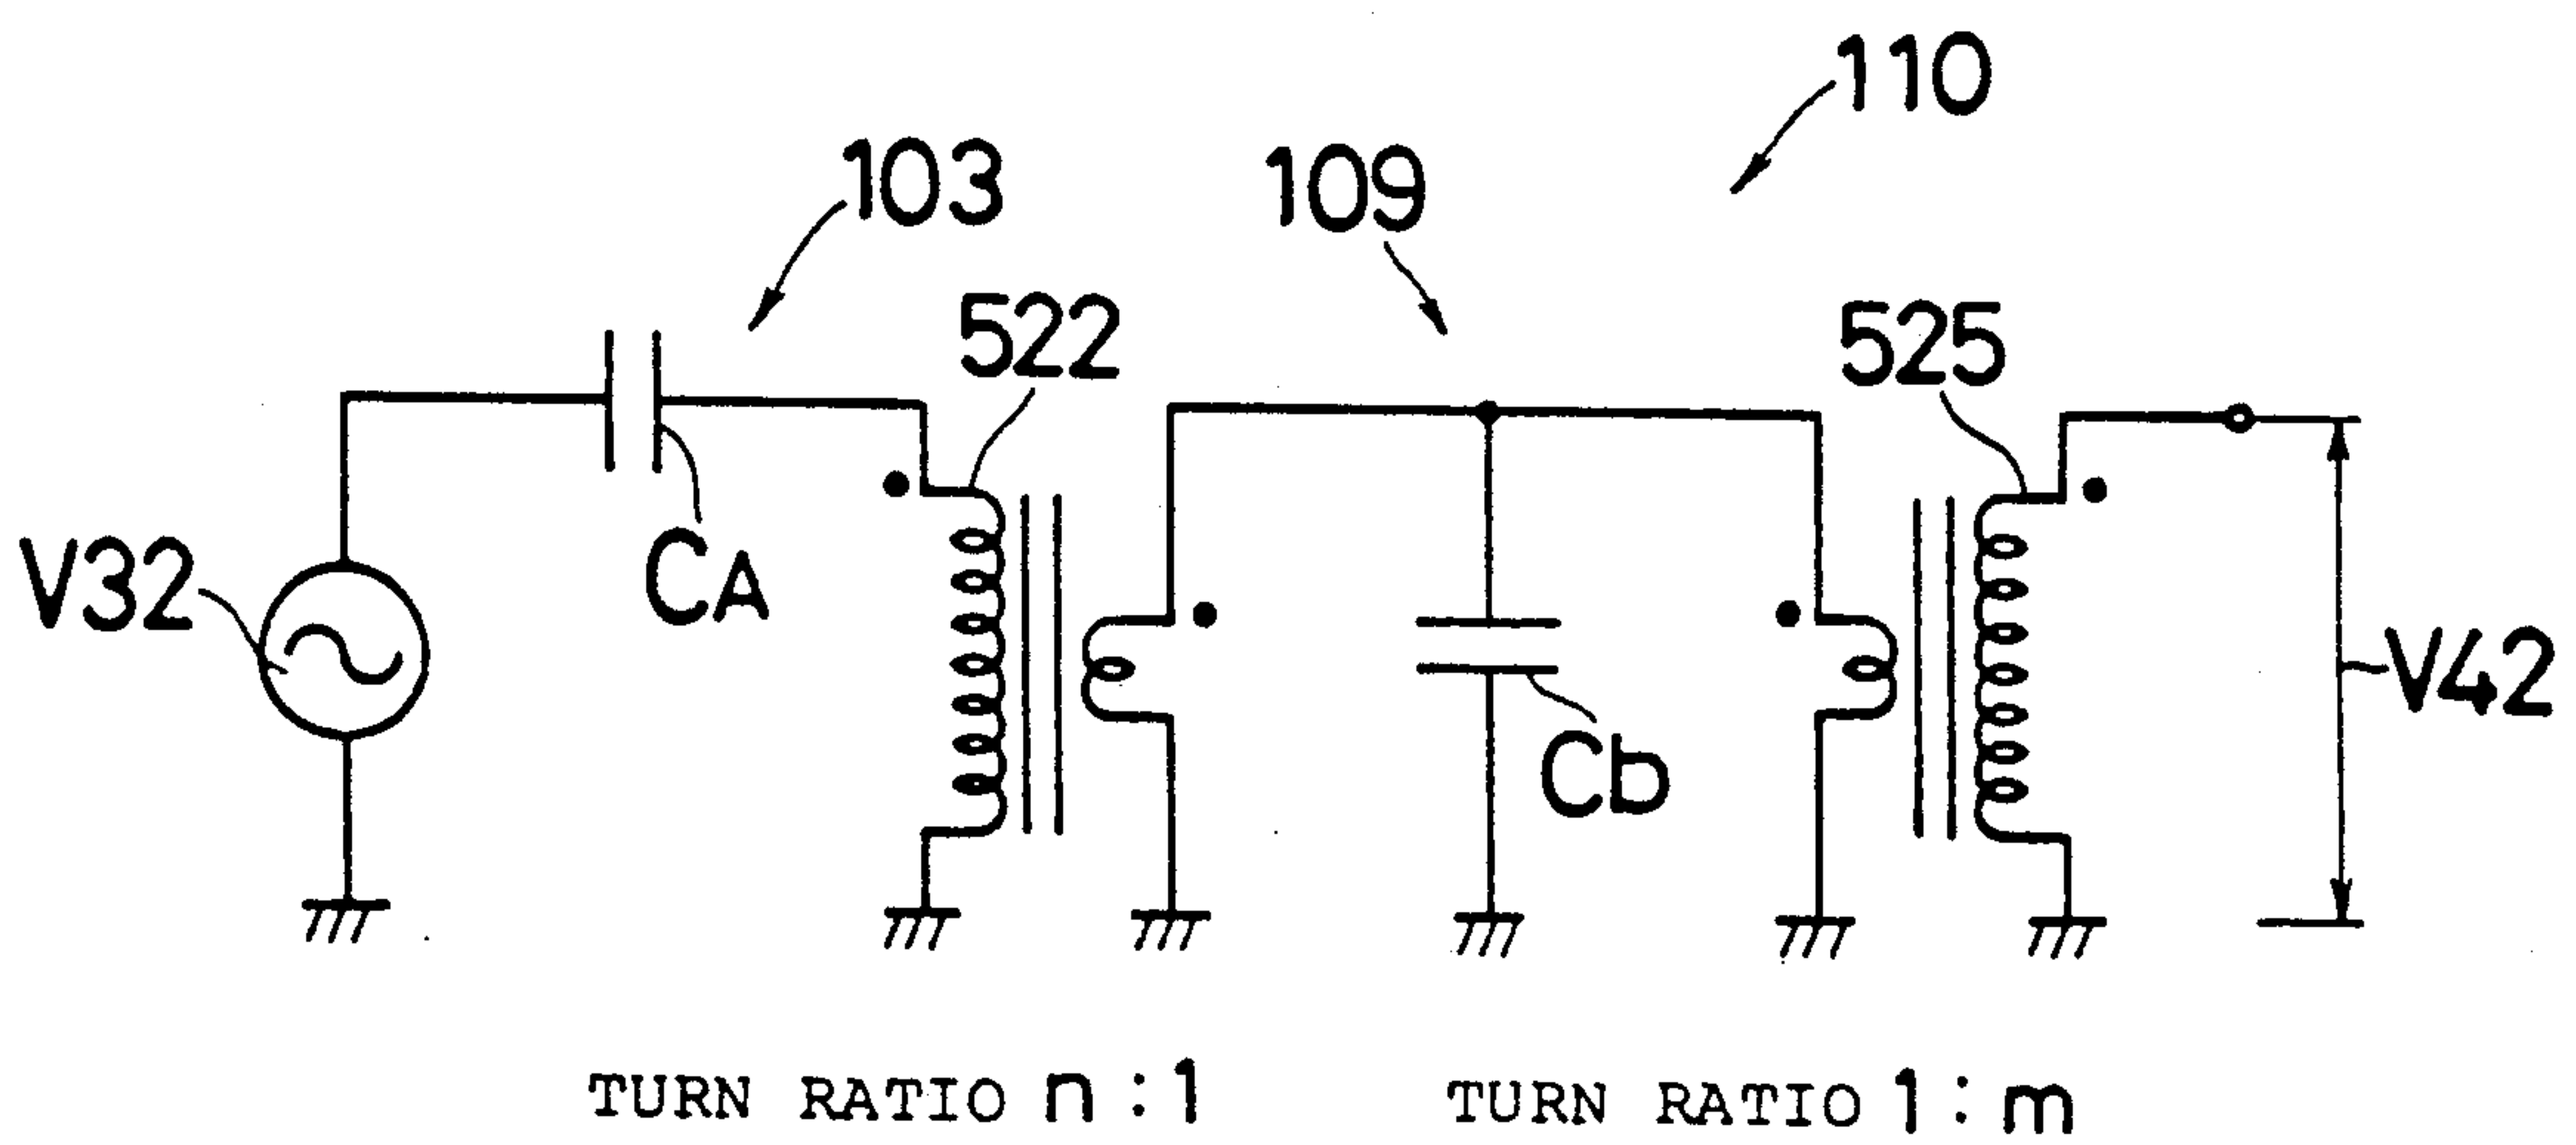 110
103
109
522
525
V32
CA
Cb
V42
TURN RATIO n : 1
TURN RATIO 1 : m